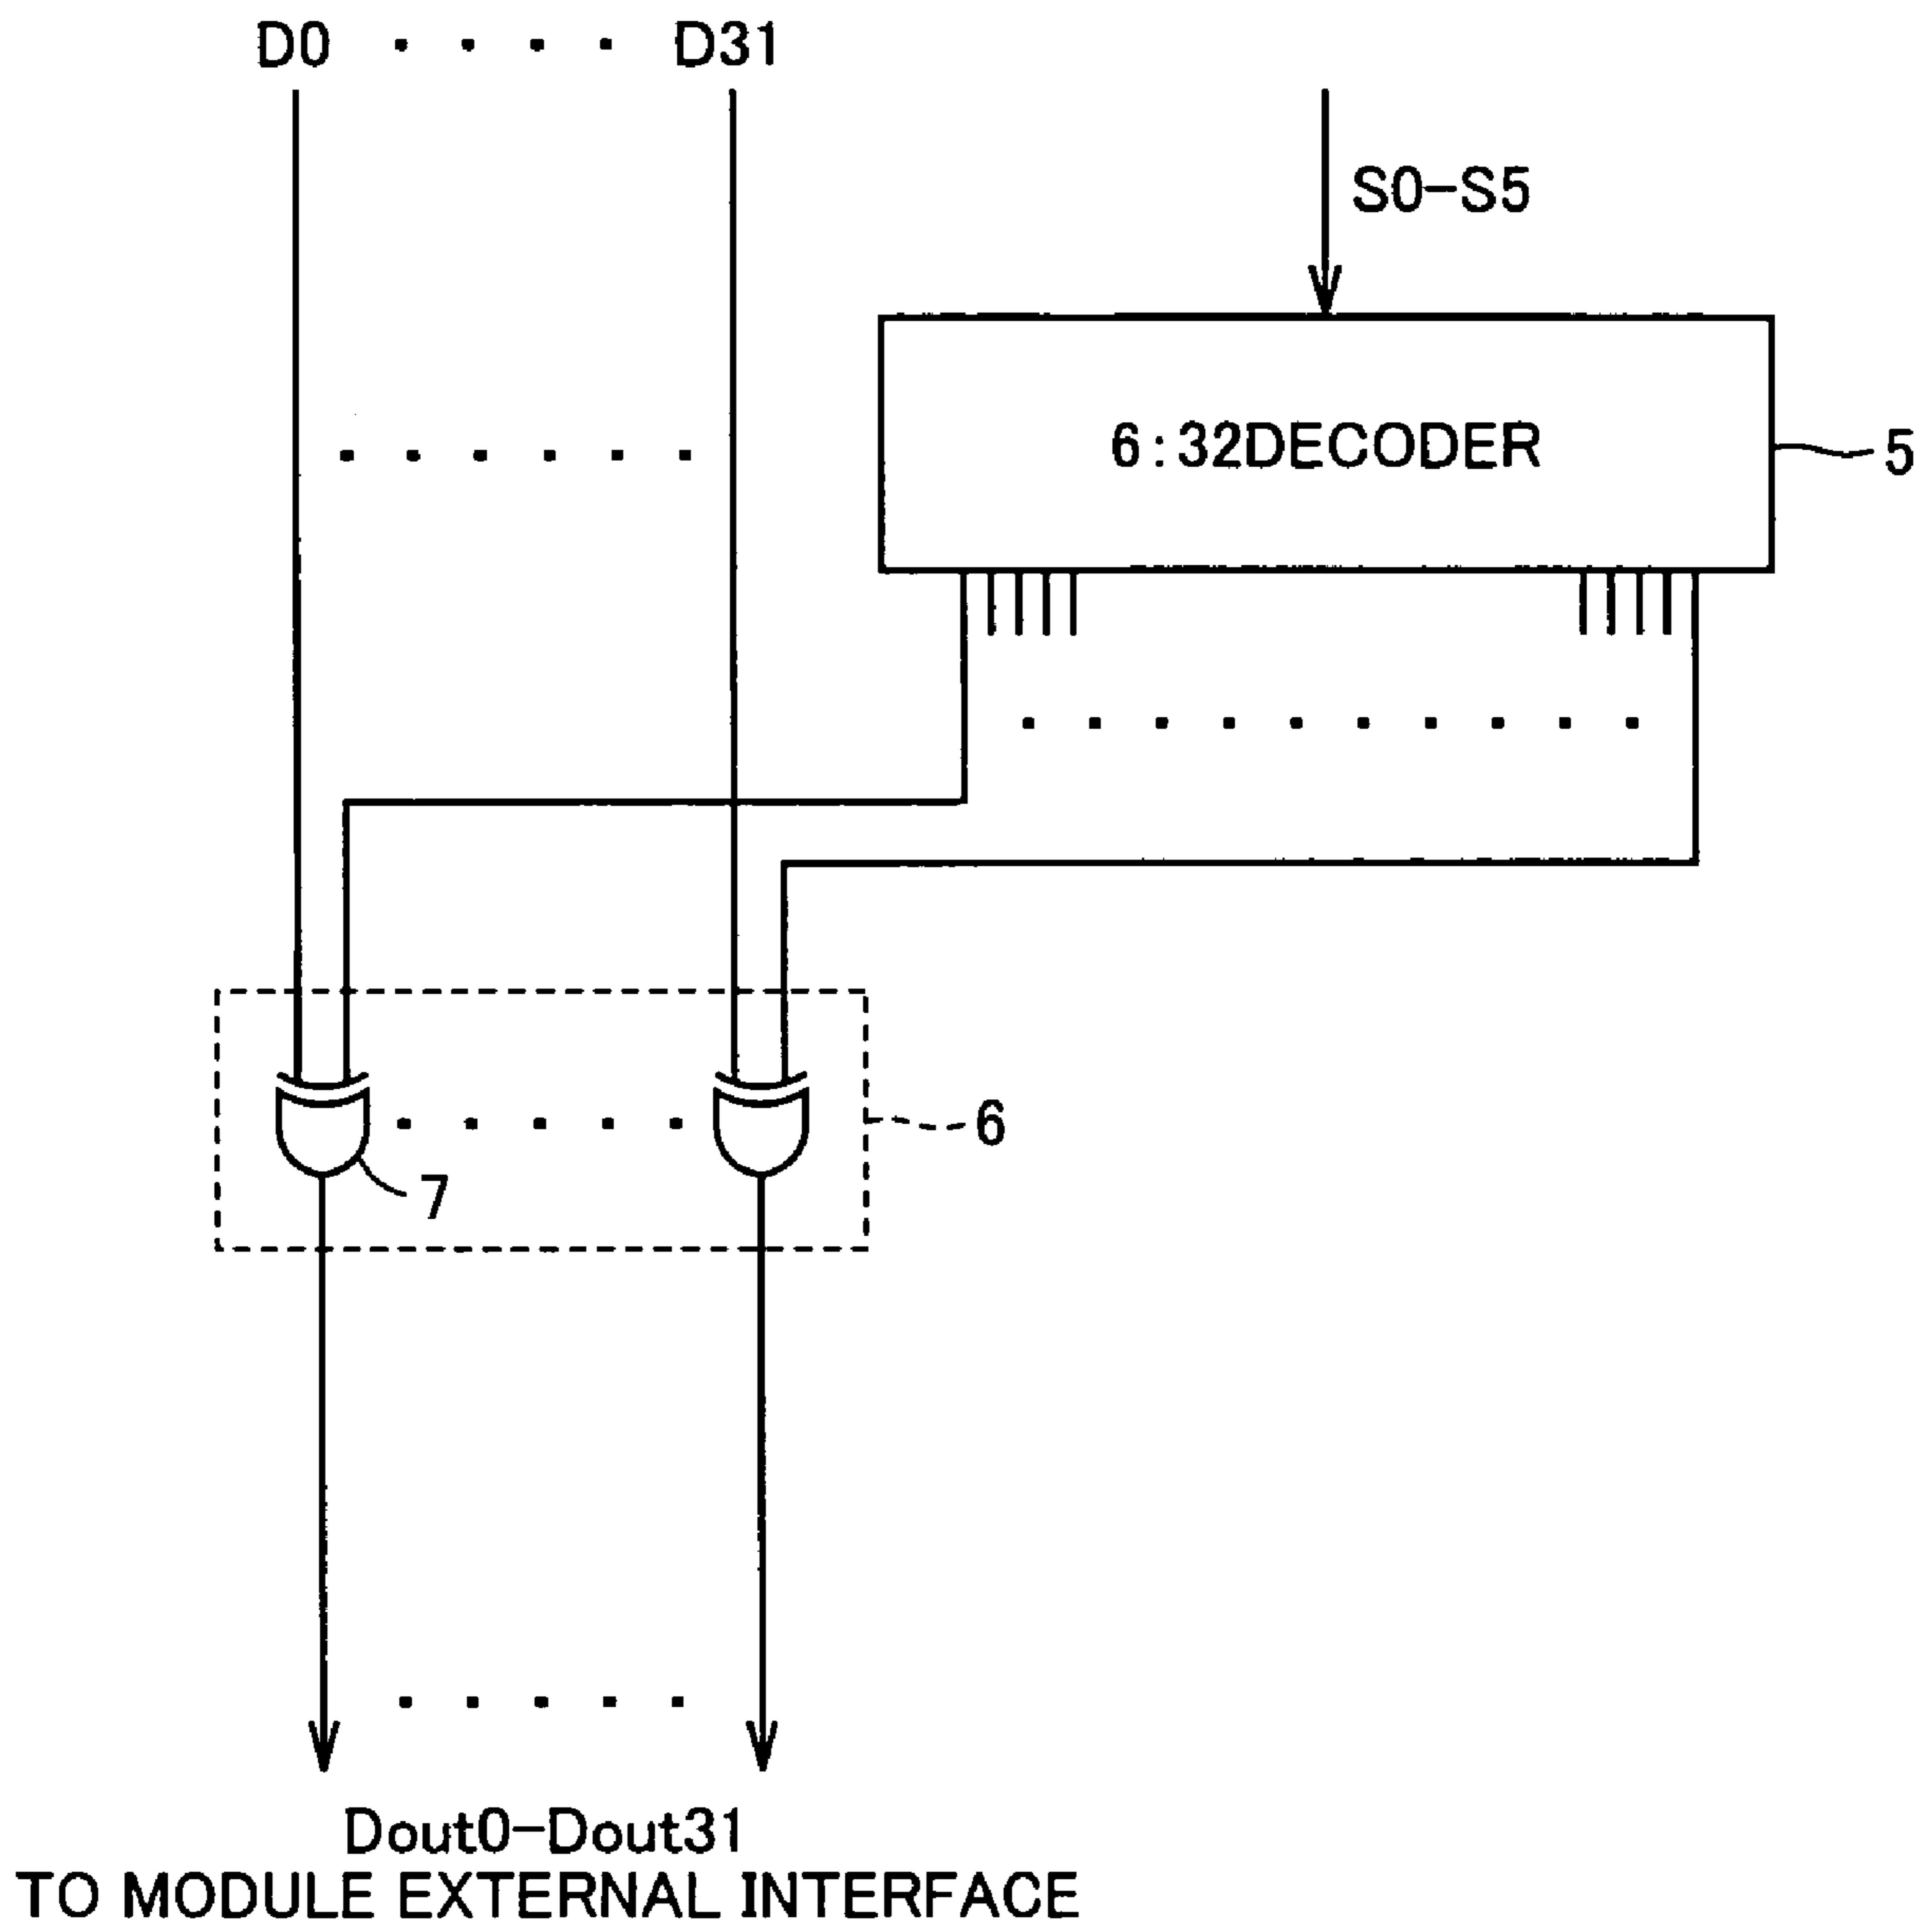 D0 · · · · D31
S0-S5
6:32DECODER
5
6
7
Dout0-Dout31
TO MODULE EXTERNAL INTERFACE